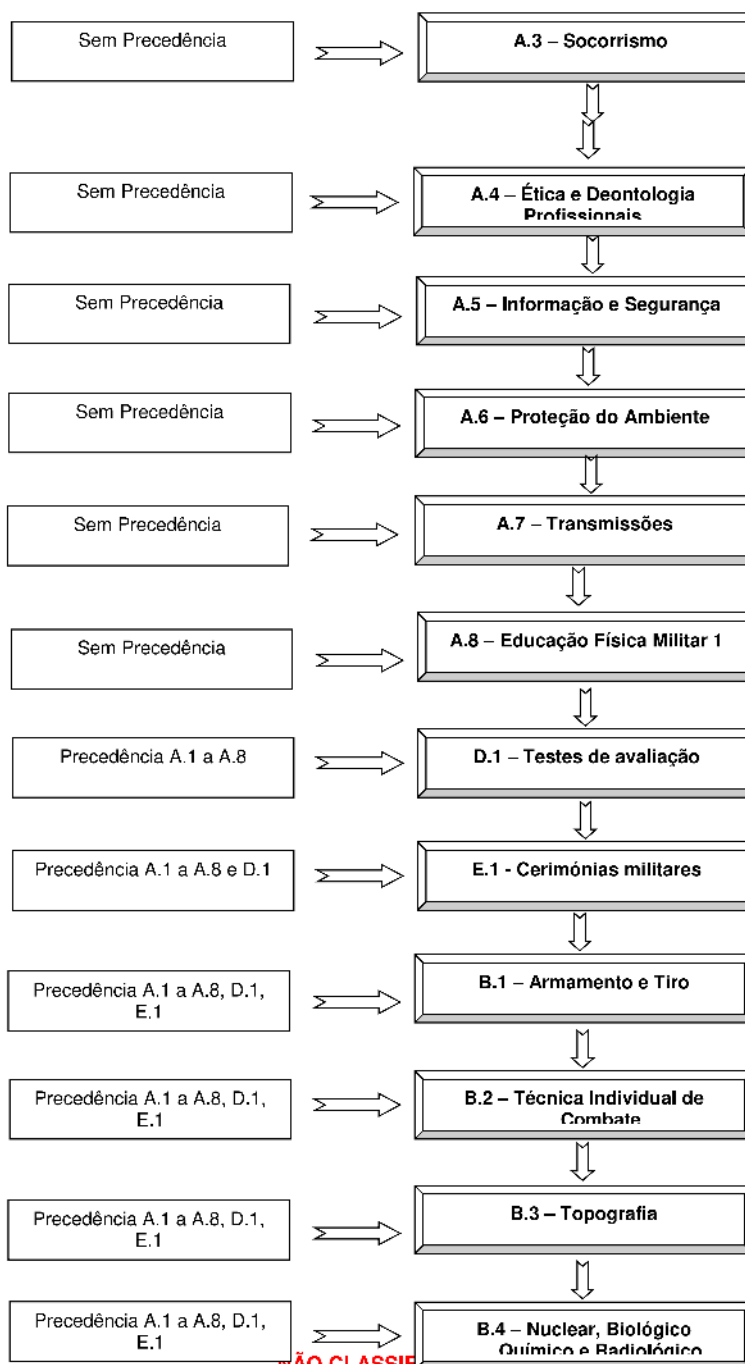 Sem Precedência
A.3 – Socorrismo
Sem Precedência
A.4 – Ética e Deontologia
Profissionais
Sem Precedência
A.5 – Informação e Segurança
Sem Precedência
A.6 – Proteção do Ambiente
Sem Precedência
A.7 – Transmissões
Sem Precedência
A.8 – Educação Física Militar 1
Precedência A.1 a A.8
D.1 – Testes de avaliação
Precedência A.1 a A.8 e D.1
E.1 - Cerimónias militares
Precedência A.1 a A.8, D.1,
E.1
B.1 – Armamento e Tiro
Precedência A.1 a A.8, D.1,
E.1
B.2 – Técnica Individual de
Combate
Precedência A.1 a A.8, D.1,
E.1
B.3 – Topografia
Precedência A.1 a A.8, D.1,
E.1
B.4 – Nuclear, Biológico
Químico e Radiológico
NÃO CLASSIF